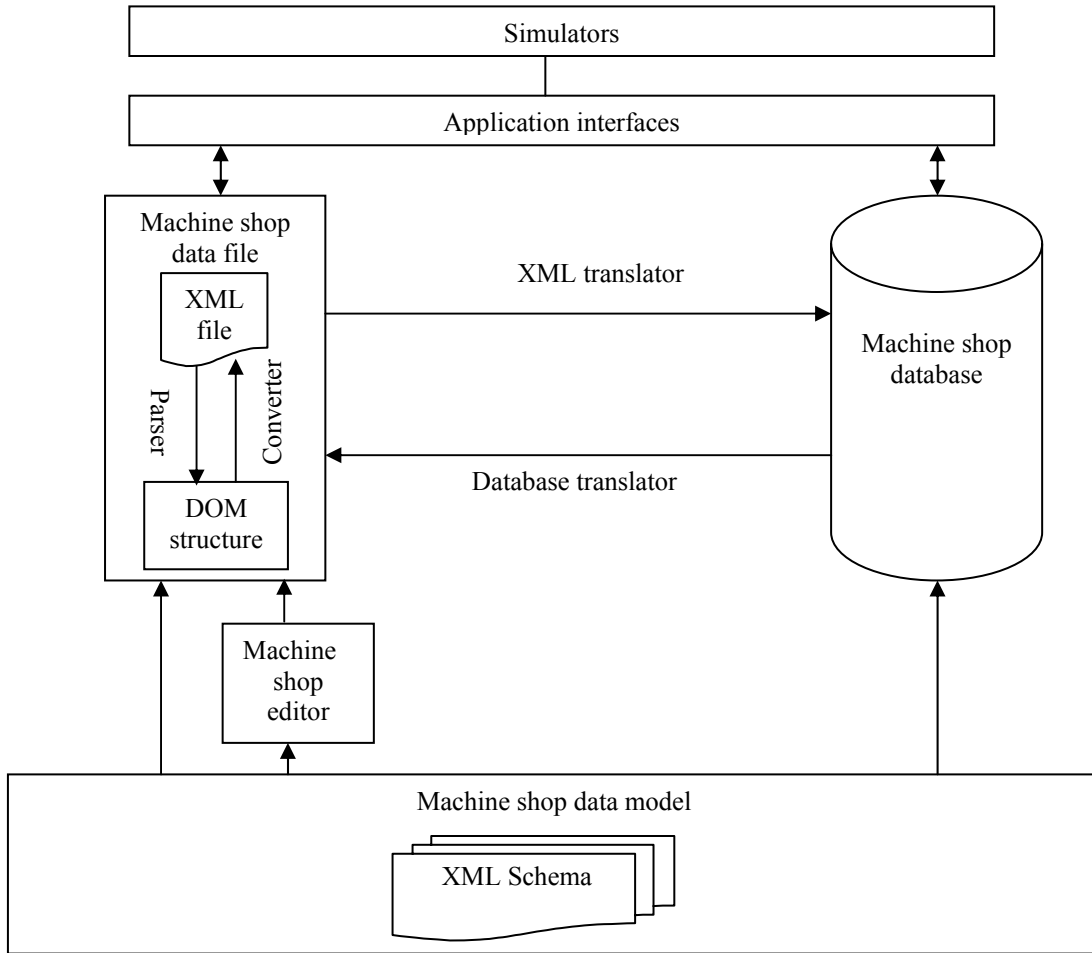 Simulators
Application interfaces
Machine shop
data file
XML
file
Parser
Converter
DOM
structure
XML translator
Database translator
Machine shop
database
Machine
shop
editor
Machine shop data model
XML Schema